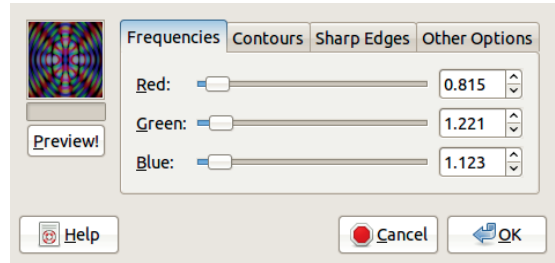 Frequencies Contours Sharp Edges Other Options
Red: 0.815
Green: 1.221
Preview!
Blue: 1.123
Help Cancel OK